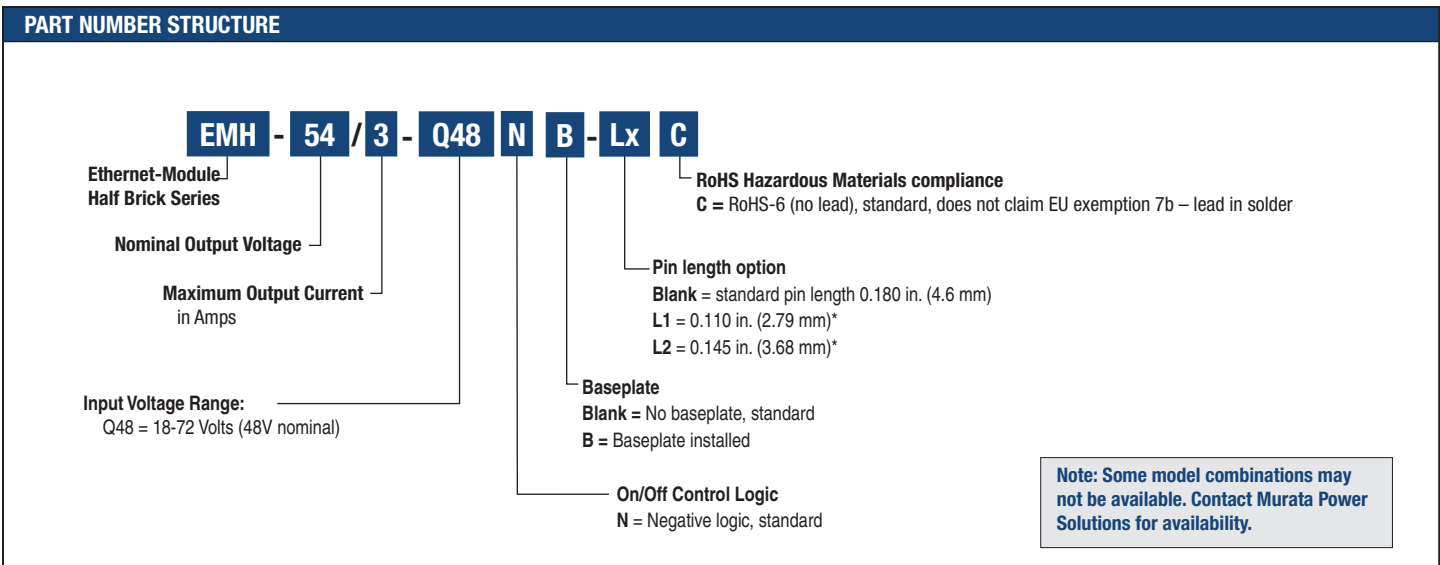 PART NUMBER STRUCTURE
EMH - 54 / 3 - Q48 N B - Lx C
Ethernet-Module
Half Brick Series
Nominal Output Voltage
Maximum Output Current
in Amps
Input Voltage Range:
Q48 = 18-72 Volts (48V nominal)
RoHS Hazardous Materials compliance
C = RoHS-6 (no lead), standard, does not claim EU exemption 7b – lead in solder
Pin length option
Blank = standard pin length 0.180 in. (4.6 mm)
L1 = 0.110 in. (2.79 mm)*
L2 = 0.145 in. (3.68 mm)*
Baseplate
Blank = No baseplate, standard
B = Baseplate installed
On/Off Control Logic
N = Negative logic, standard
Note: Some model combinations may
not be available. Contact Murata Power
Solutions for availability.